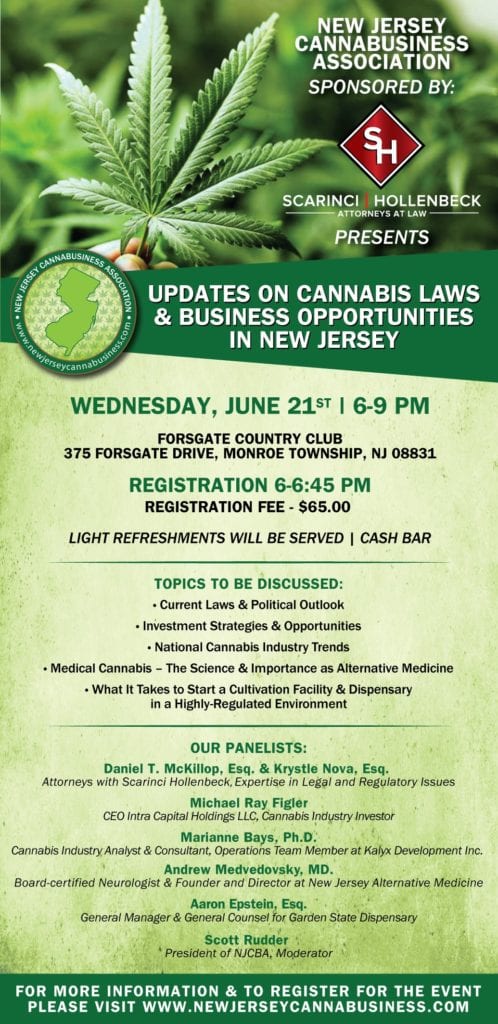 NEW JERSEY
CANNABUSINESS
ASSOCIATION
SPONSORED BY:
SH
SCARINCI | HOLLENBECK
ATTORNEYS AT LAW
PRESENTS
• NEW JERSEY CANNABUSINESS ASSOCIATION •
www.newjerseycannabusiness.com
UPDATES ON CANNABIS LAWS
& BUSINESS OPPORTUNITIES
IN NEW JERSEY
WEDNESDAY, JUNE 21ST | 6-9 PM
FORSGATE COUNTRY CLUB
375 FORSGATE DRIVE, MONROE TOWNSHIP, NJ 08831
REGISTRATION 6-6:45 PM
REGISTRATION FEE - $65.00
LIGHT REFRESHMENTS WILL BE SERVED | CASH BAR
TOPICS TO BE DISCUSSED:
• Current Laws & Political Outlook
• Investment Strategies & Opportunities
• National Cannabis Industry Trends
• Medical Cannabis – The Science & Importance as Alternative Medicine
• What It Takes to Start a Cultivation Facility & Dispensary
in a Highly-Regulated Environment
OUR PANELISTS:
Daniel T. McKillop, Esq. & Krystle Nova, Esq.
Attorneys with Scarinci Hollenbeck, Expertise in Legal and Regulatory Issues
Michael Ray Figler
CEO Intra Capital Holdings LLC, Cannabis Industry Investor
Marianne Bays, Ph.D.
Cannabis Industry Analyst & Consultant, Operations Team Member at Kalyx Development Inc.
Andrew Medvedovsky, MD.
Board-certified Neurologist & Founder and Director at New Jersey Alternative Medicine
Aaron Epstein, Esq.
General Manager & General Counsel for Garden State Dispensary
Scott Rudder
President of NJCBA, Moderator
FOR MORE INFORMATION & TO REGISTER FOR THE EVENT
PLEASE VISIT WWW.NEWJERSEYCANNABUSINESS.COM